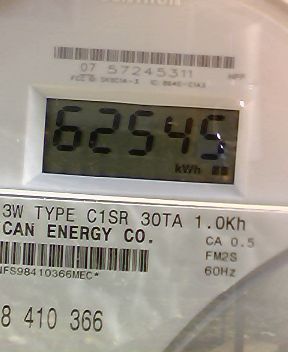 07 57245311
62545
kWh
3W TYPE C1SR 30TA 1.0Kh
CAN ENERGY CO.
CA 0.5
FM2S
NFS98410366MEC*
60Hz
8 410 366